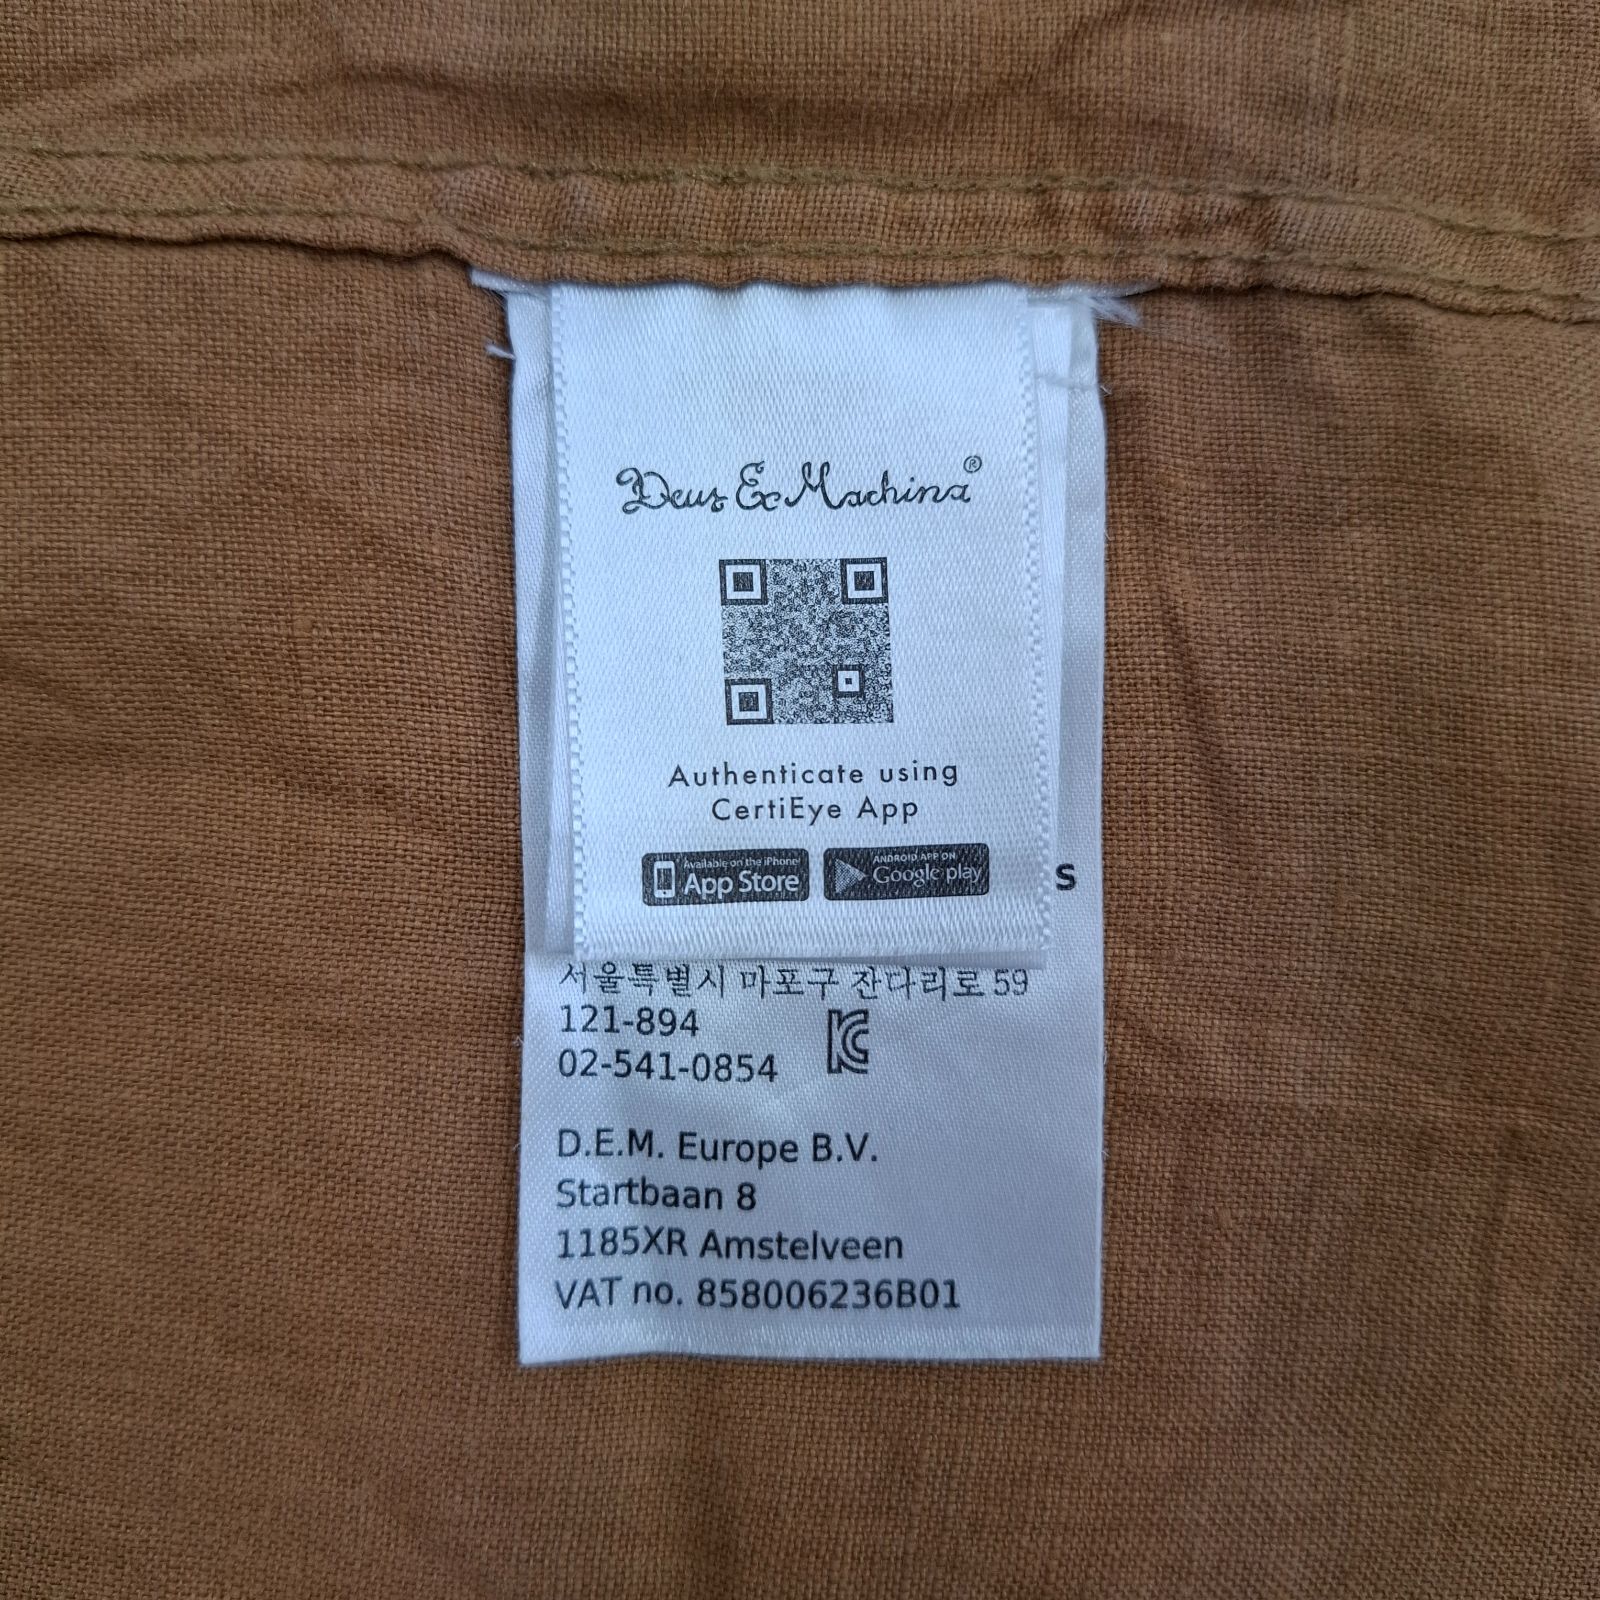 Deus Ex Machina®
Authenticate using
CertiEye App
Available on the iPhone
App Store
ANDROID APP ON
Google play
s
서울특별시 마포구 잔다리로 59
121-894
02-541-0854
D.E.M. Europe B.V.
Startbaan 8
1185XR Amstelveen
VAT no. 858006236B01